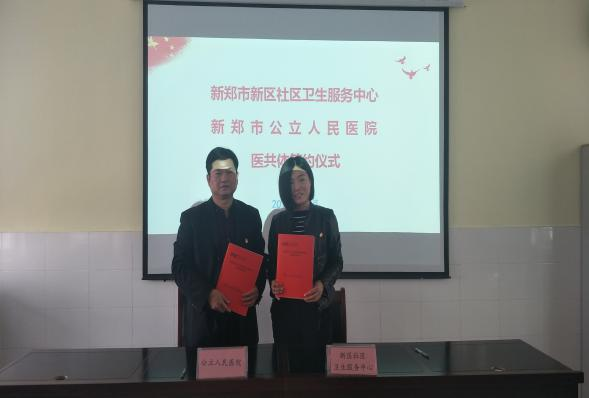 新郑市新区社区卫生服务中心
新郑市公立人民医院
医共体签约仪式
公立人民医院
新区社区
卫生服务中心